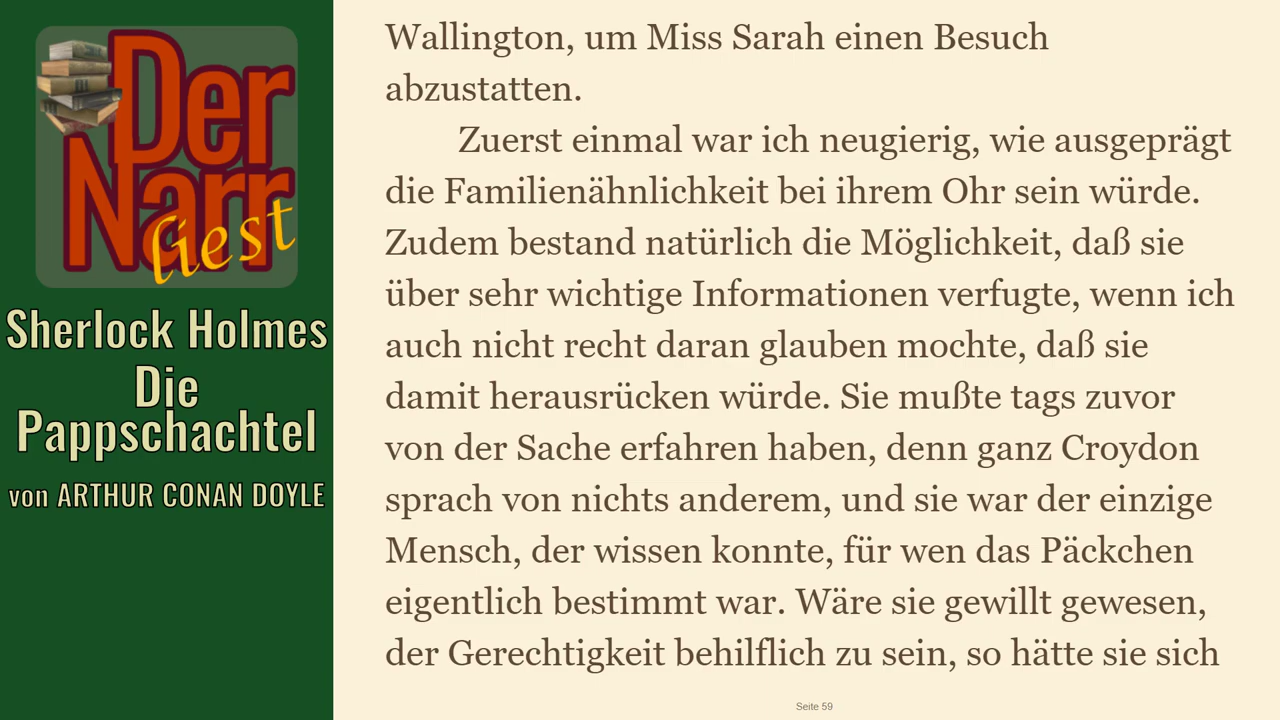 Der
Narr
liest
Sherlock Holmes
Die
Pappschachtel
von ARTHUR CONAN DOYLE
Wallington, um Miss Sarah einen Besuch
abzustatten.
Zuerst einmal war ich neugierig, wie ausgeprägt
die Familienähnlichkeit bei ihrem Ohr sein würde.
Zudem bestand natürlich die Möglichkeit, daß sie
über sehr wichtige Informationen verfugte, wenn ich
auch nicht recht daran glauben mochte, daß sie
damit herausrücken würde. Sie mußte tags zuvor
von der Sache erfahren haben, denn ganz Croydon
sprach von nichts anderem, und sie war der einzige
Mensch, der wissen konnte, für wen das Päckchen
eigentlich bestimmt war. Wäre sie gewillt gewesen,
der Gerechtigkeit behilflich zu sein, so hätte sie sich
Seite 59